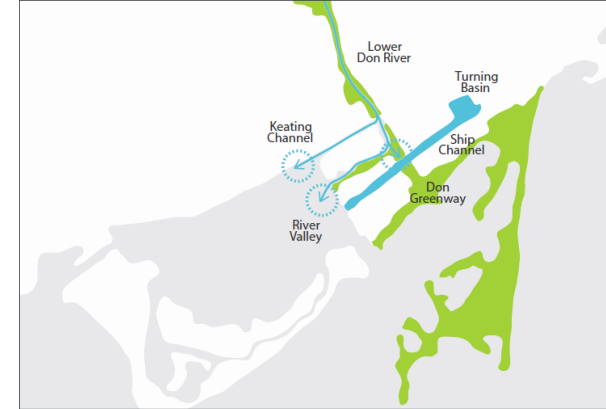 Lower
Don River
Turning
Basin
Keating
Channel
Ship
Channel
Don
Greenway
River
Valley